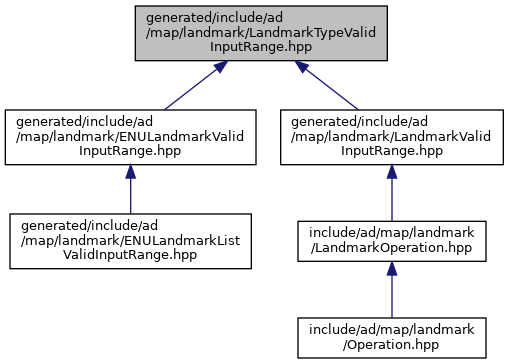 generated/include/ad
/map/landmark/LandmarkTypeValid
InputRange.hpp
generated/include/ad
/map/landmark/ENULandmarkValid
InputRange.hpp
generated/include/ad
/map/landmark/LandmarkValid
InputRange.hpp
generated/include/ad
/map/landmark/ENULandmarkList
ValidInputRange.hpp
include/ad/map/landmark
/LandmarkOperation.hpp
include/ad/map/landmark
/Operation.hpp